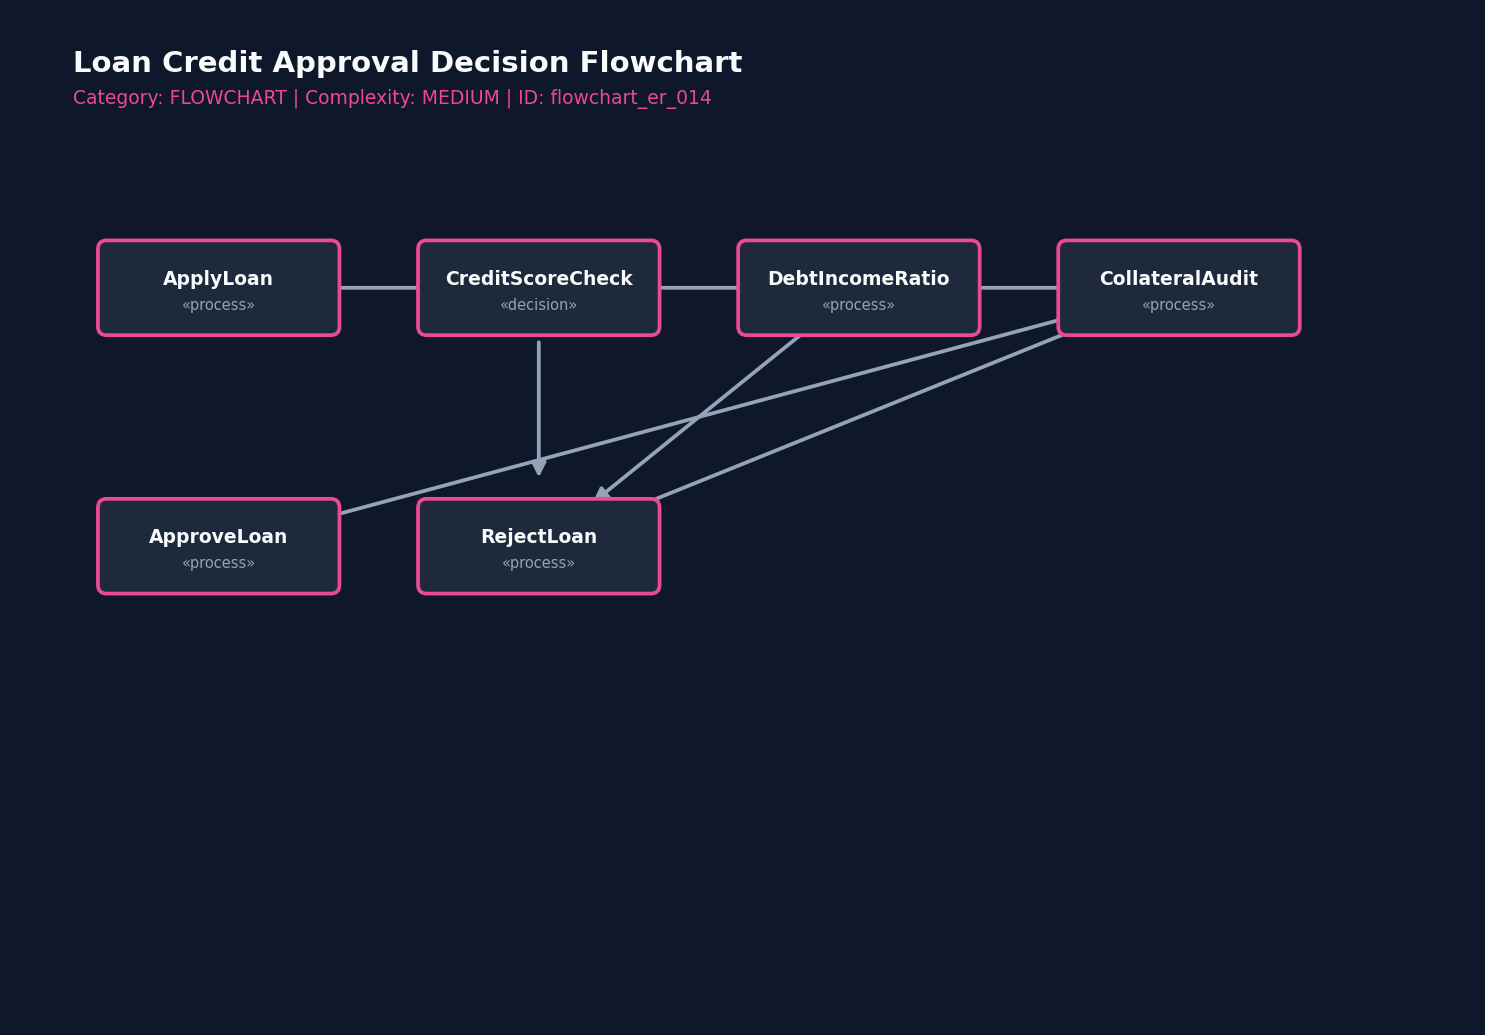 Loan Credit Approval Decision Flowchart
Category: FLOWCHART | Complexity: MEDIUM | ID: flowchart_er_014
ApplyLoan
«process»
CreditScoreCheck
«decision»
DebtIncomeRatio
«process»
CollateralAudit
«process»
ApproveLoan
«process»
RejectLoan
«process»